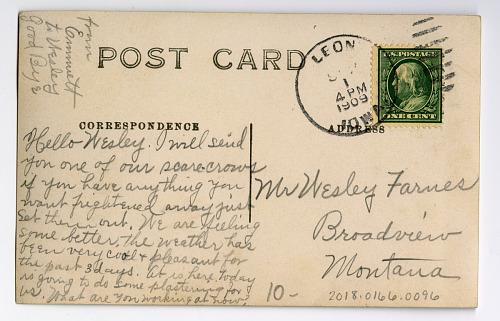 from
Emmett
to Wesley
Good Bye
POST CARD
LEON
1
4 PM
1909
IOWA
ONE CENT
CORRESPONDENCE
ADDRESS
Hello Wesley. I will send
you one of our scare-crows
if you have anything you
want frightened away just
set them out. We are feeling
some better, the weather has
been very cool & pleasant for
the past 3 days. at is here today
is going to do some plastering for
us. What are you working at now,
Mr Wesley Farnes
Broadview
Montana
10-
2018.0166.0096